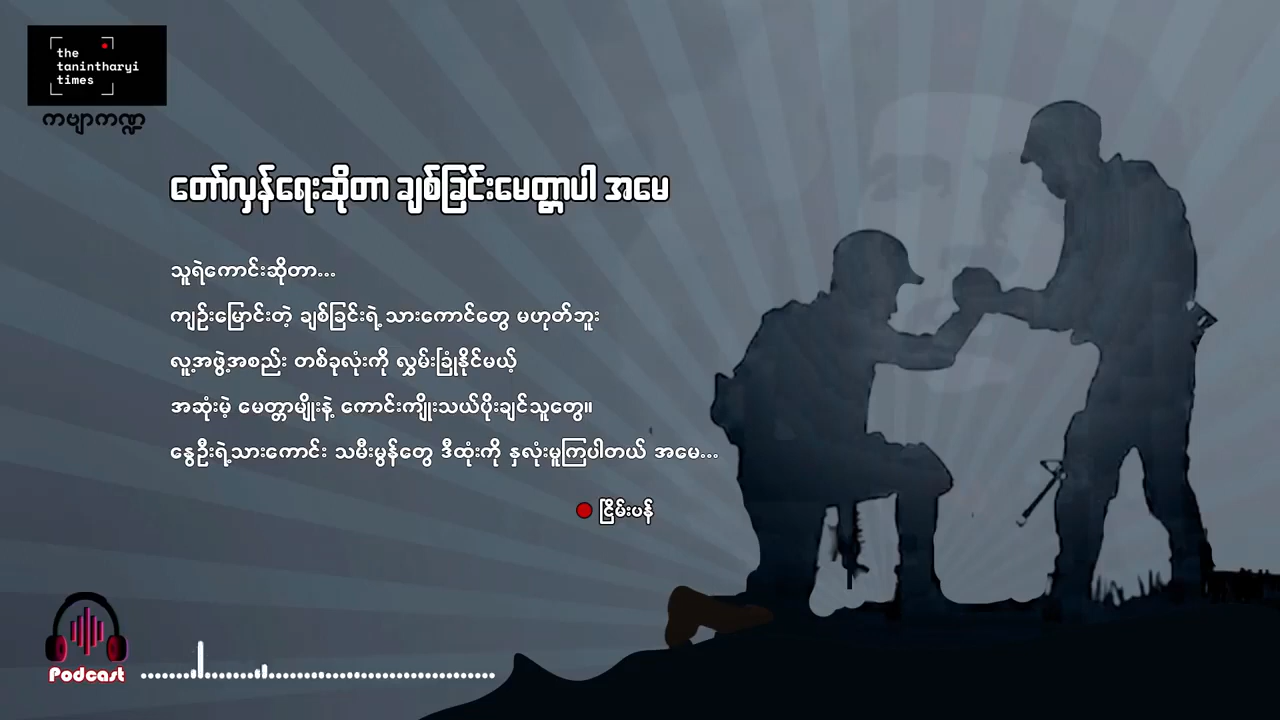 the
tanintharyi
times
ကဗျာကဏ္ဍ
တော်လှန်ရေးဆိုတာ ချစ်ခြင်းမေတ္တာပါ အမေ
သူရဲကောင်းဆိုတာ...
ကျဉ်းမြောင်းတဲ့ ချစ်ခြင်းရဲ့ သားကောင်တွေ မဟုတ်ဘူး
လူ့အဖွဲ့အစည်း တစ်ခုလုံးကို လွှမ်းခြုံနိုင်မယ့်
အဆုံးမဲ့ မေတ္တာမျိုးနဲ့ ကောင်းကျိုးသယ်ပိုးချင်သူတွေ။
နွေဦးရဲ့သားကောင်း သမီးမွန်တွေ ဒီထုံးကို နှလုံးမူကြပါတယ် အမေ...
ငြိမ်းပန်
Podcast